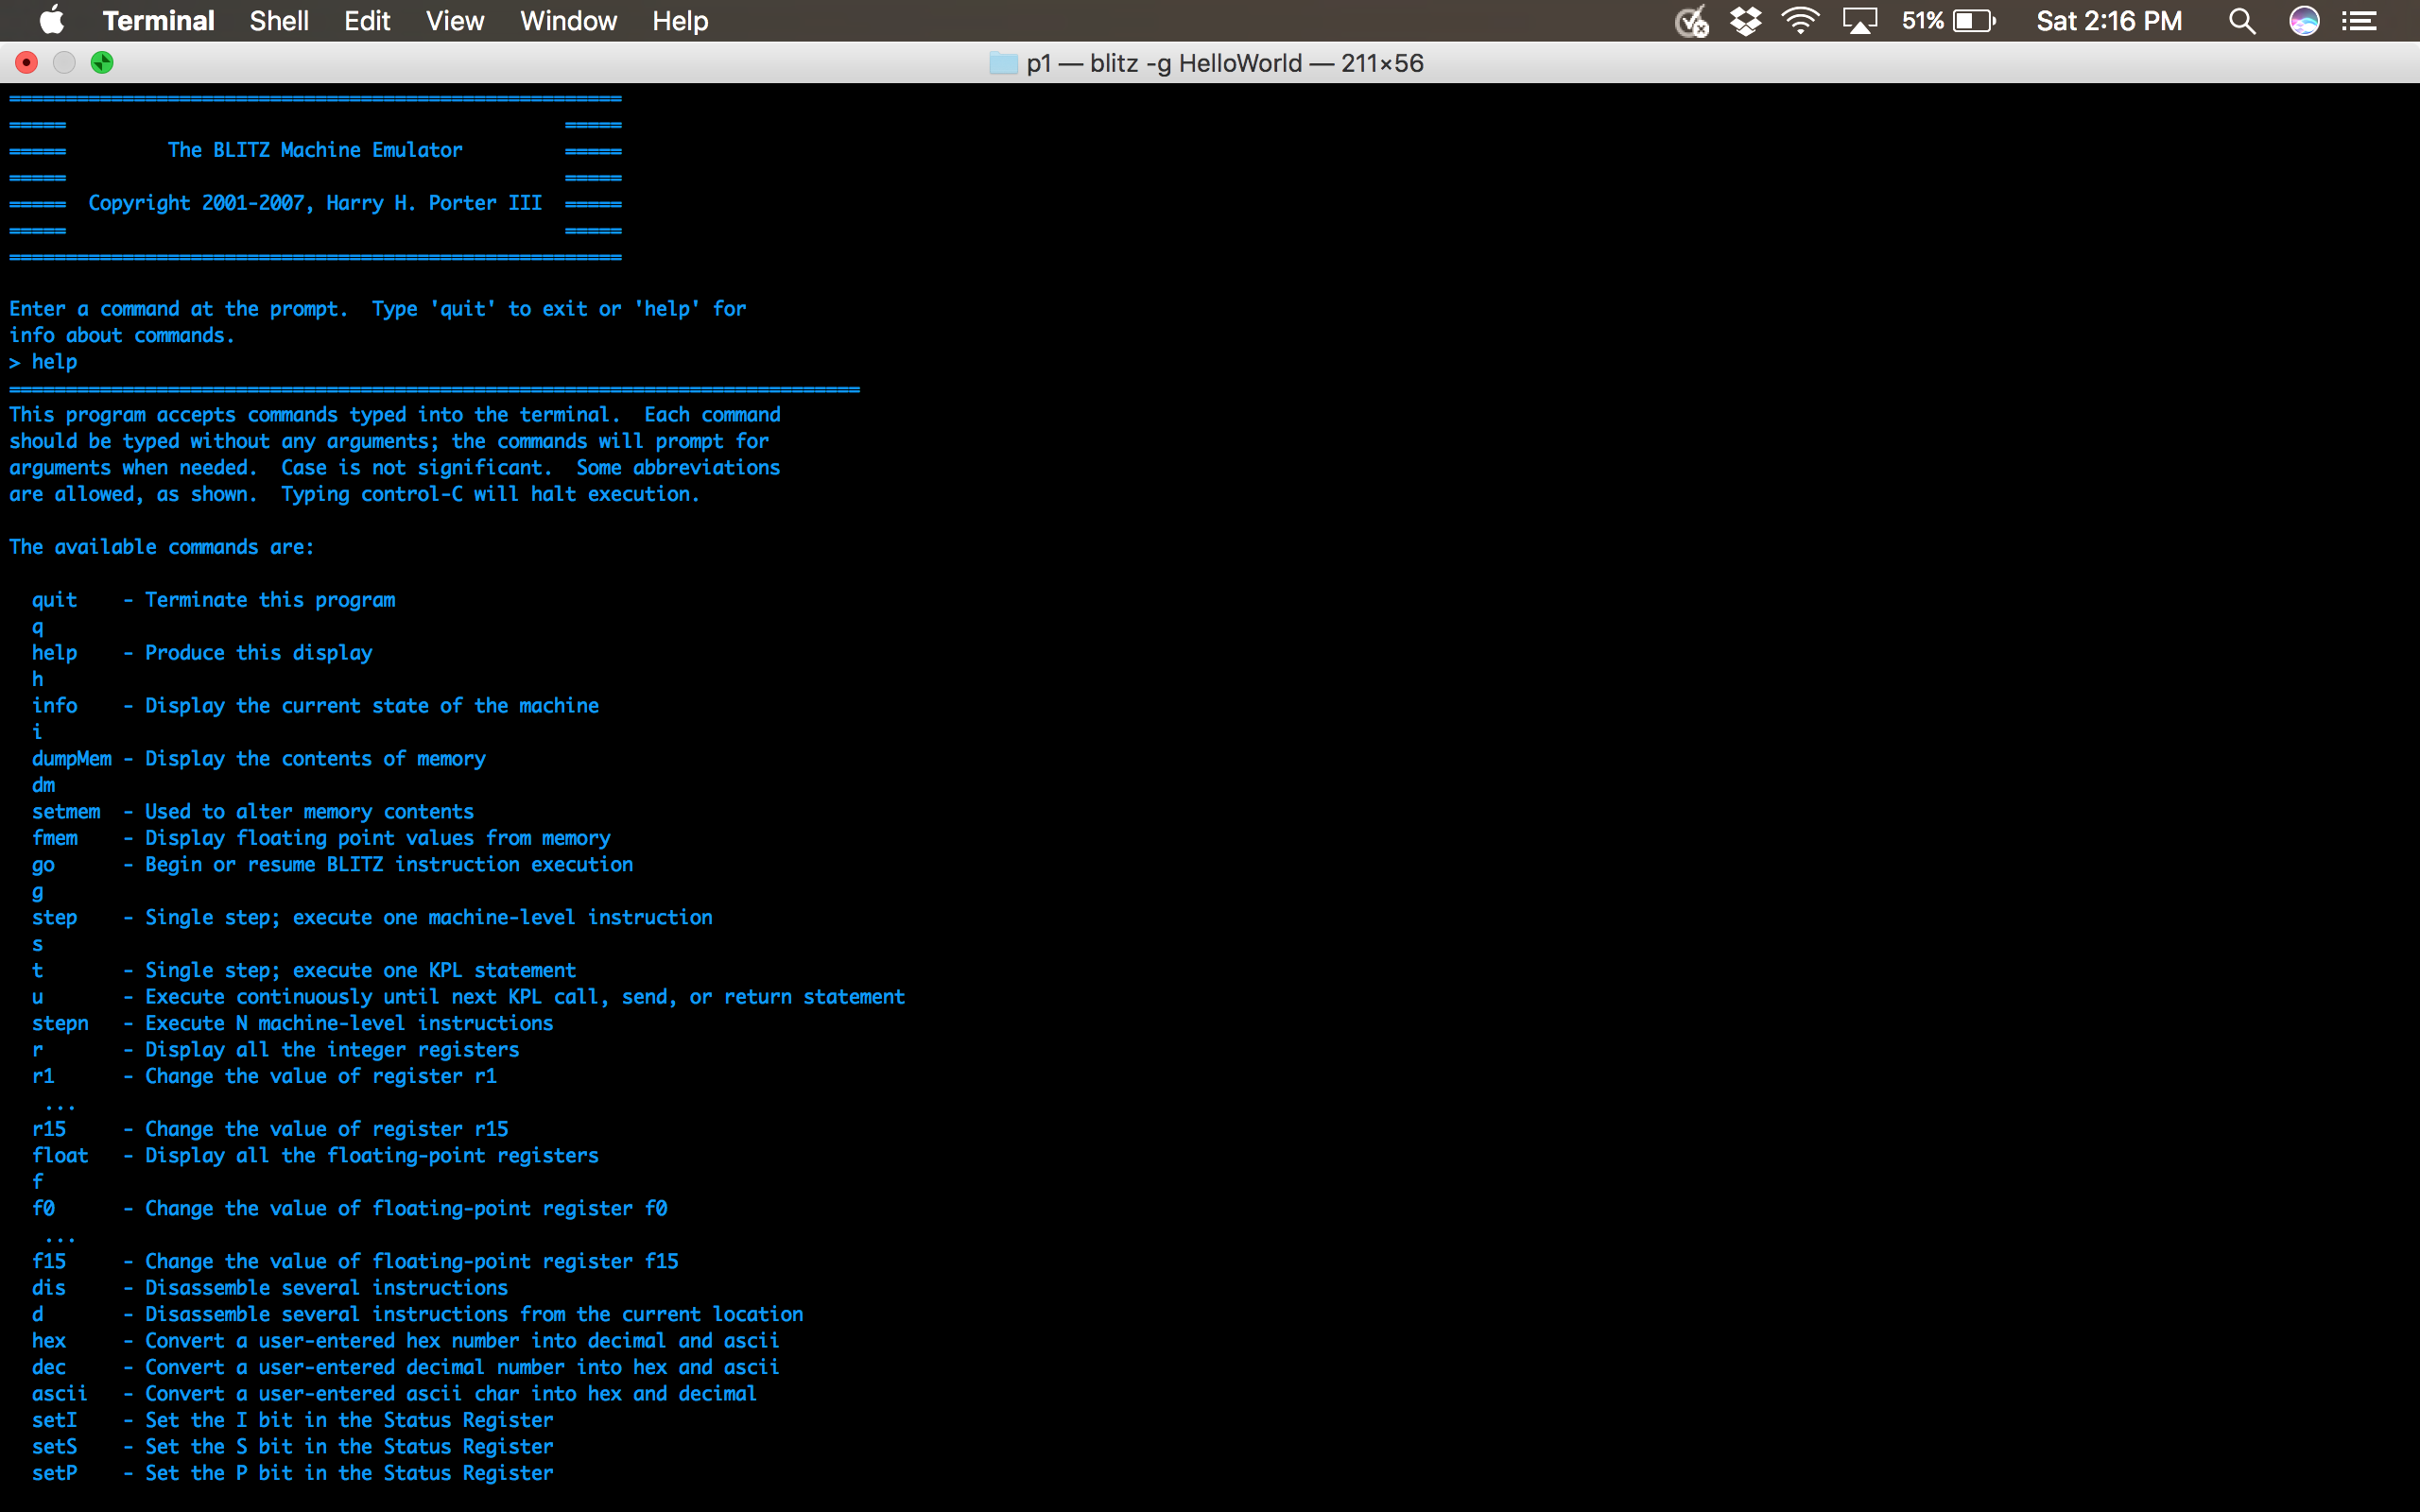 Terminal Shell Edit View Window Help 51% Sat 2:16 PM
p1 — blitz -g HelloWorld — 211×56
======================================================
===== =====
===== The BLITZ Machine Emulator =====
===== =====
===== Copyright 2001-2007, Harry H. Porter III =====
===== =====
======================================================
Enter a command at the prompt. Type 'quit' to exit or 'help' for
info about commands.
> help
===========================================================================
This program accepts commands typed into the terminal. Each command
should be typed without any arguments; the commands will prompt for
arguments when needed. Case is not significant. Some abbreviations
are allowed, as shown. Typing control-C will halt execution.
The available commands are:
quit - Terminate this program
q
help - Produce this display
h
info - Display the current state of the machine
i
dumpMem - Display the contents of memory
dm
setmem - Used to alter memory contents
fmem - Display floating point values from memory
go - Begin or resume BLITZ instruction execution
g
step - Single step; execute one machine-level instruction
s
t - Single step; execute one KPL statement
u - Execute continuously until next KPL call, send, or return statement
stepn - Execute N machine-level instructions
r - Display all the integer registers
r1 - Change the value of register r1
...
r15 - Change the value of register r15
float - Display all the floating-point registers
f
f0 - Change the value of floating-point register f0
...
f15 - Change the value of floating-point register f15
dis - Disassemble several instructions
d - Disassemble several instructions from the current location
hex - Convert a user-entered hex number into decimal and ascii
dec - Convert a user-entered decimal number into hex and ascii
ascii - Convert a user-entered ascii char into hex and decimal
setI - Set the I bit in the Status Register
setS - Set the S bit in the Status Register
setP - Set the P bit in the Status Register